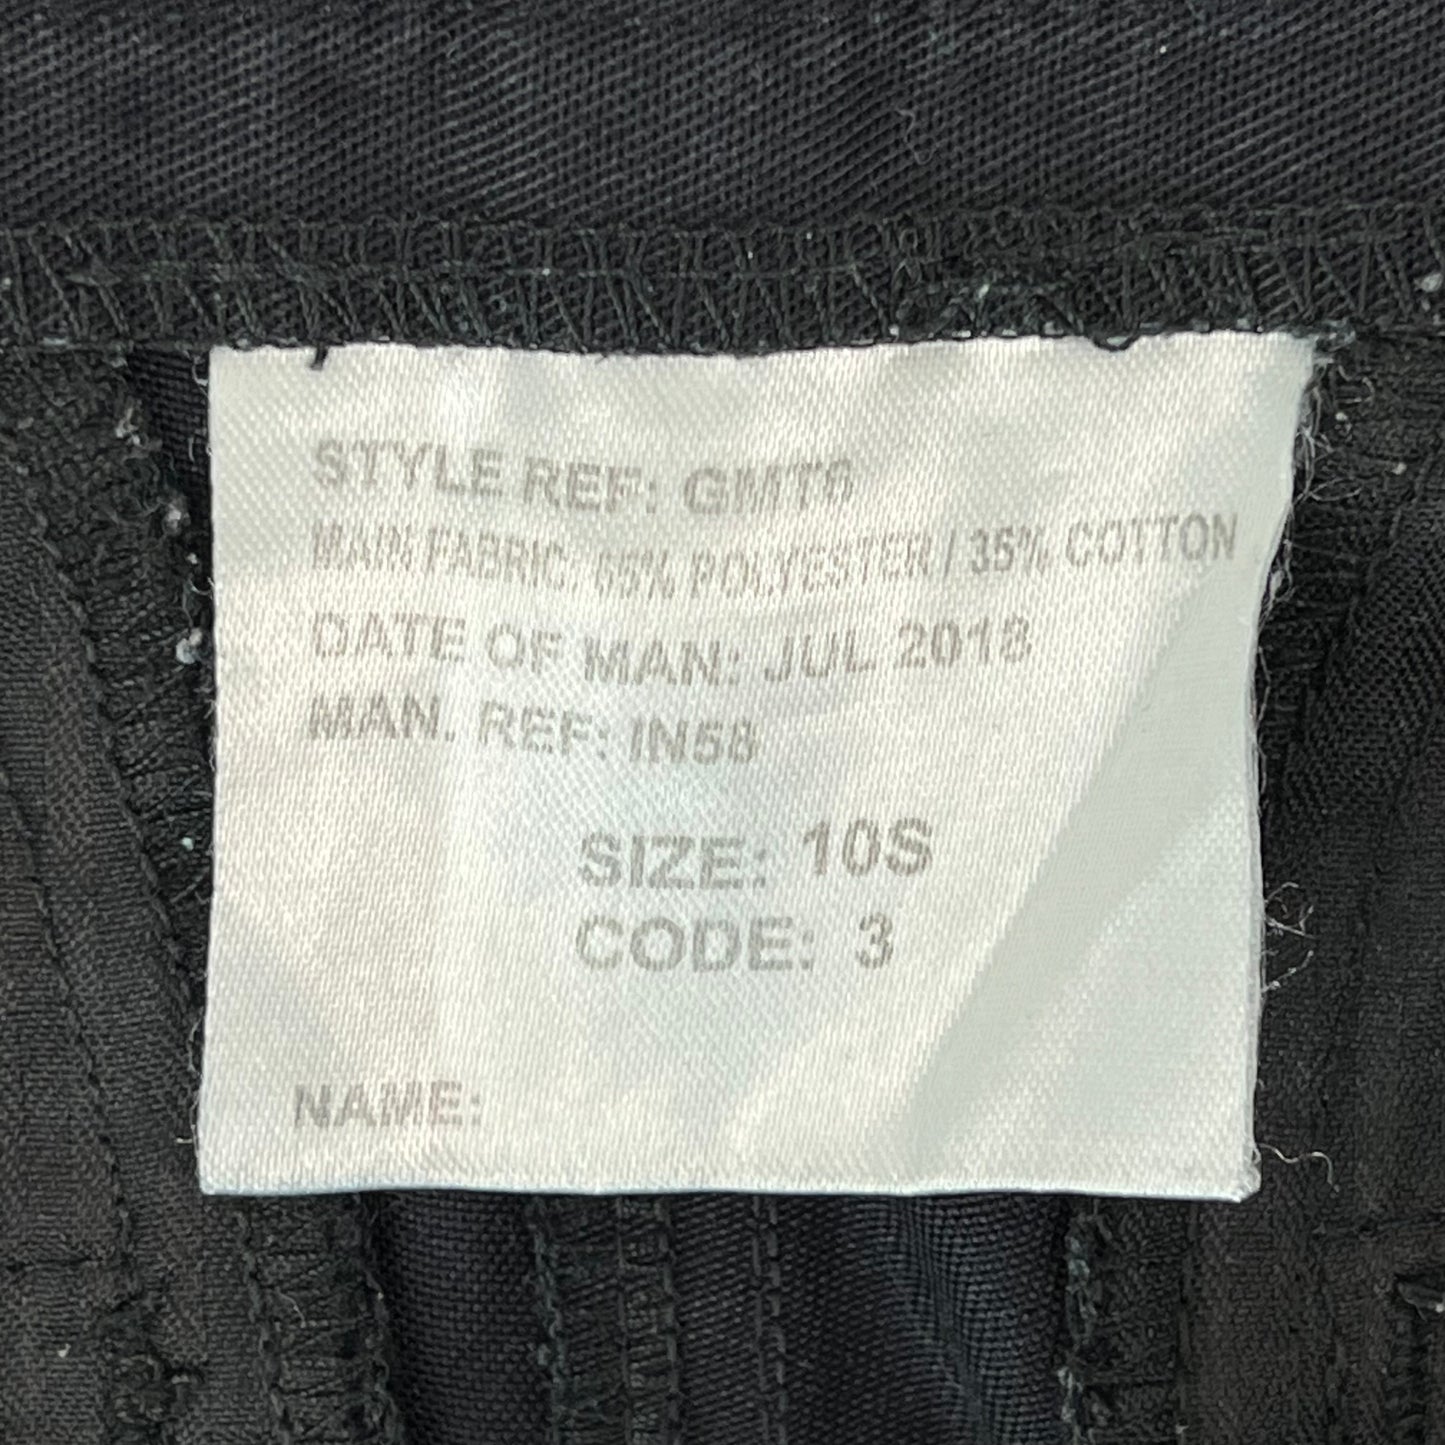 STYLE REF: GMT6
MAIN FABRIC: 65% POLYESTER / 35% COTTON
DATE OF MAN: JUL 2018
MAN. REF: IN58
SIZE: 10S
CODE: 3
NAME: